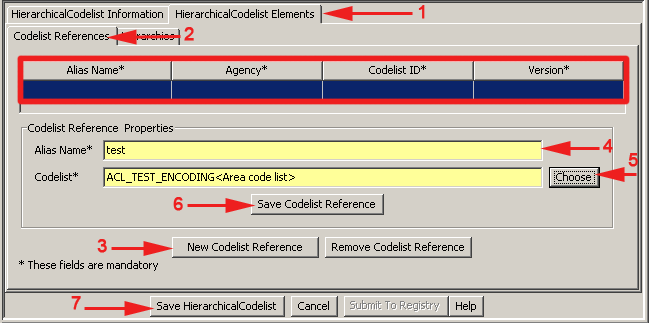 HierarchicalCodelist Information HierarchicalCodelist Elements 1
Codelist References 2 Hierarchies
Alias Name* Agency* Codelist ID* Version*
Codelist Reference Properties
Alias Name* test 4
Codelist* ACL_TEST_ENCODING<Area code list> Choose 5
6 Save Codelist Reference
3 New Codelist Reference Remove Codelist Reference
* These fields are mandatory
7 Save HierarchicalCodelist Cancel Submit To Registry Help